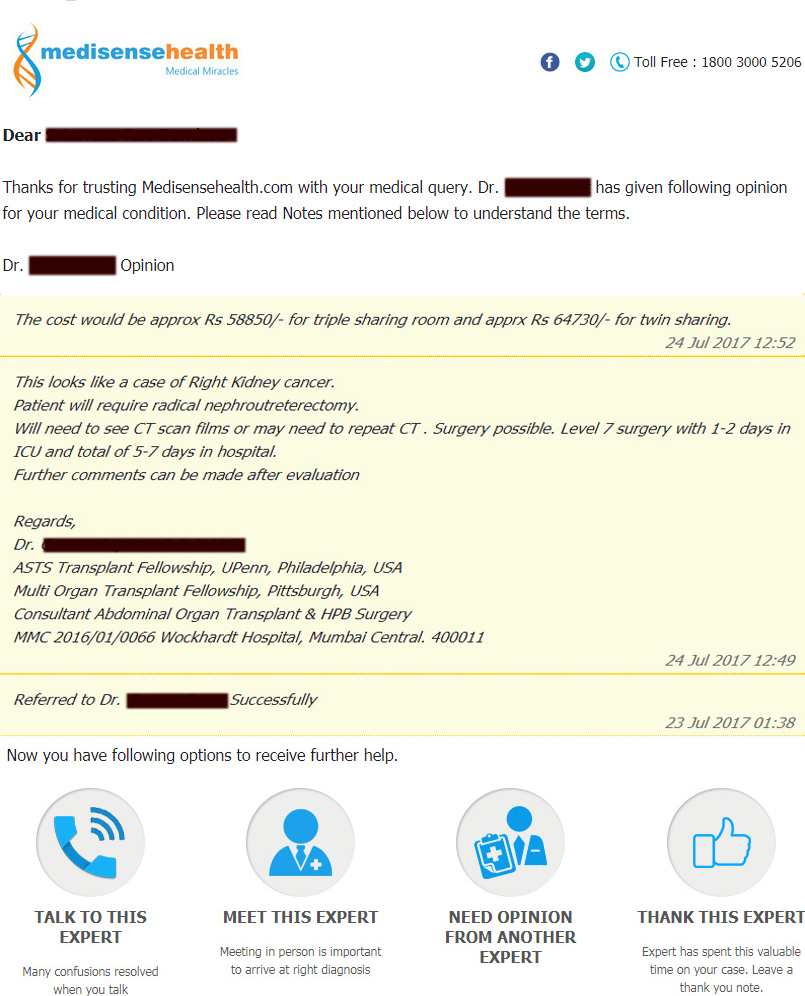 medisensehealth
Medical Miracles
Toll Free : 1800 3000 5206
Dear
Thanks for trusting Medisensehealth.com with your medical query. Dr. has given following opinion
for your medical condition. Please read Notes mentioned below to understand the terms.
Dr. Opinion
The cost would be approx Rs 58850/- for triple sharing room and apprx Rs 64730/- for twin sharing.
24 Jul 2017 12:52
This looks like a case of Right Kidney cancer.
Patient will require radical nephroutreterectomy.
Will need to see CT scan films or may need to repeat CT . Surgery possible. Level 7 surgery with 1-2 days in
ICU and total of 5-7 days in hospital.
Further comments can be made after evaluation
Regards,
Dr.
ASTS Transplant Fellowship, UPenn, Philadelphia, USA
Multi Organ Transplant Fellowship, Pittsburgh, USA
Consultant Abdominal Organ Transplant & HPB Surgery
MMC 2016/01/0066 Wockhardt Hospital, Mumbai Central. 400011
24 Jul 2017 12:49
Referred to Dr. Successfully
23 Jul 2017 01:38
Now you have following options to receive further help.
TALK TO THIS
EXPERT
Many confusions resolved
when you talk
MEET THIS EXPERT
Meeting in person is important
to arrive at right diagnosis
NEED OPINION
FROM ANOTHER
EXPERT
THANK THIS EXPERT
Expert has spent this valuable
time on your case. Leave a
thank you note.